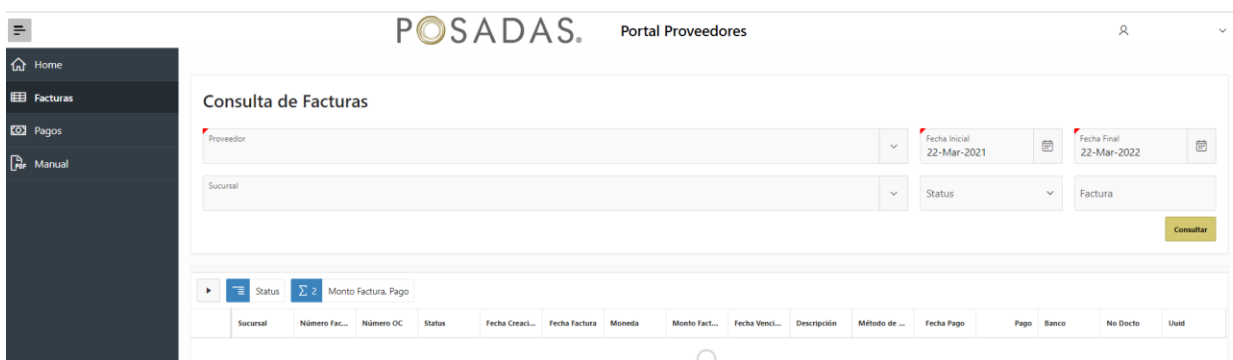 POSADAS. Portal Proveedores
Home
Facturas
Pagos
PDF Manual
Consulta de Facturas
Proveedor
Fecha Inicial
22-Mar-2021
Fecha Final
22-Mar-2022
Sucursal
Status
Factura
Consultar
Status Σ 2 Monto Factura, Pago
Sucursal Número Fac... Número OC Status Fecha Creaci... Fecha Factura Moneda Monto Fact... Fecha Venci... Descripción Método de ... Fecha Pago Pago Banco No Docto Uuid